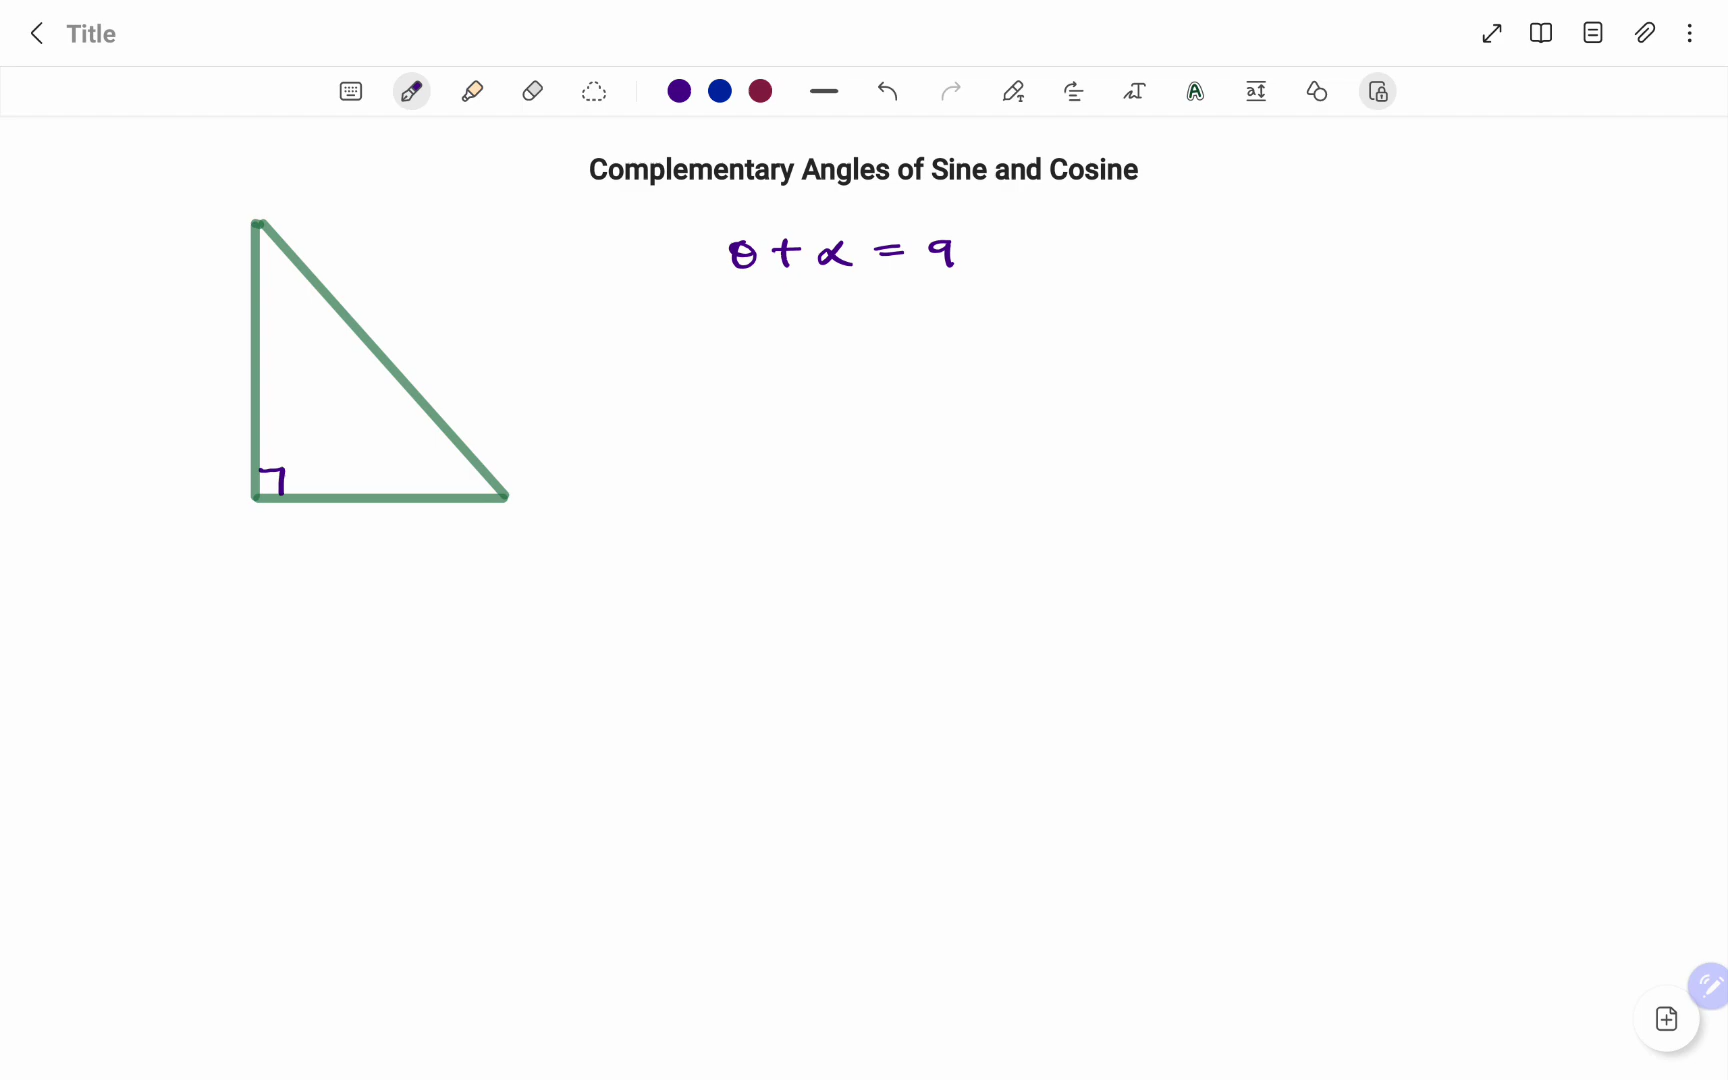 Title
Complementary Angles of Sine and Cosine
θ + α = 9